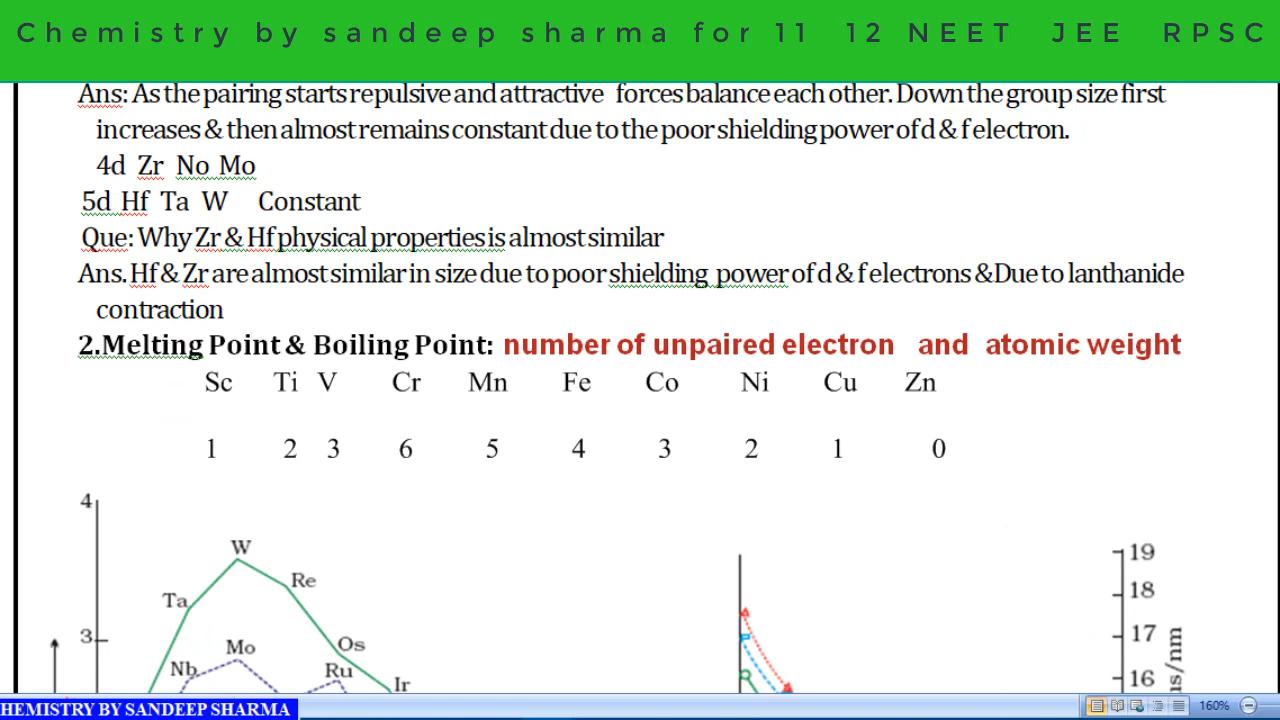 Chemistry by sandeep sharma for 11 12 NEET JEE RPSC
Ans: As the pairing starts repulsive and attractive forces balance each other. Down the group size first
increases & then almost remains constant due to the poor shielding power of d & f electron.
4d Zr No Mo
5d Hf Ta W Constant
Que: Why Zr & Hf physical properties is almost similar
Ans. Hf & Zr are almost similar in size due to poor shielding power of d & f electrons &Due to lanthanide
contraction
2.Melting Point & Boiling Point: number of unpaired electron and atomic weight
Sc Ti V Cr Mn Fe Co Ni Cu Zn
1 2 3 6 5 4 3 2 1 0
4
W
Re
Ta
3
Os
Mo
Nb
Ru
Ir
19
18
17
16
us/nm
HEMISTRY BY SANDEEP SHARMA
160%